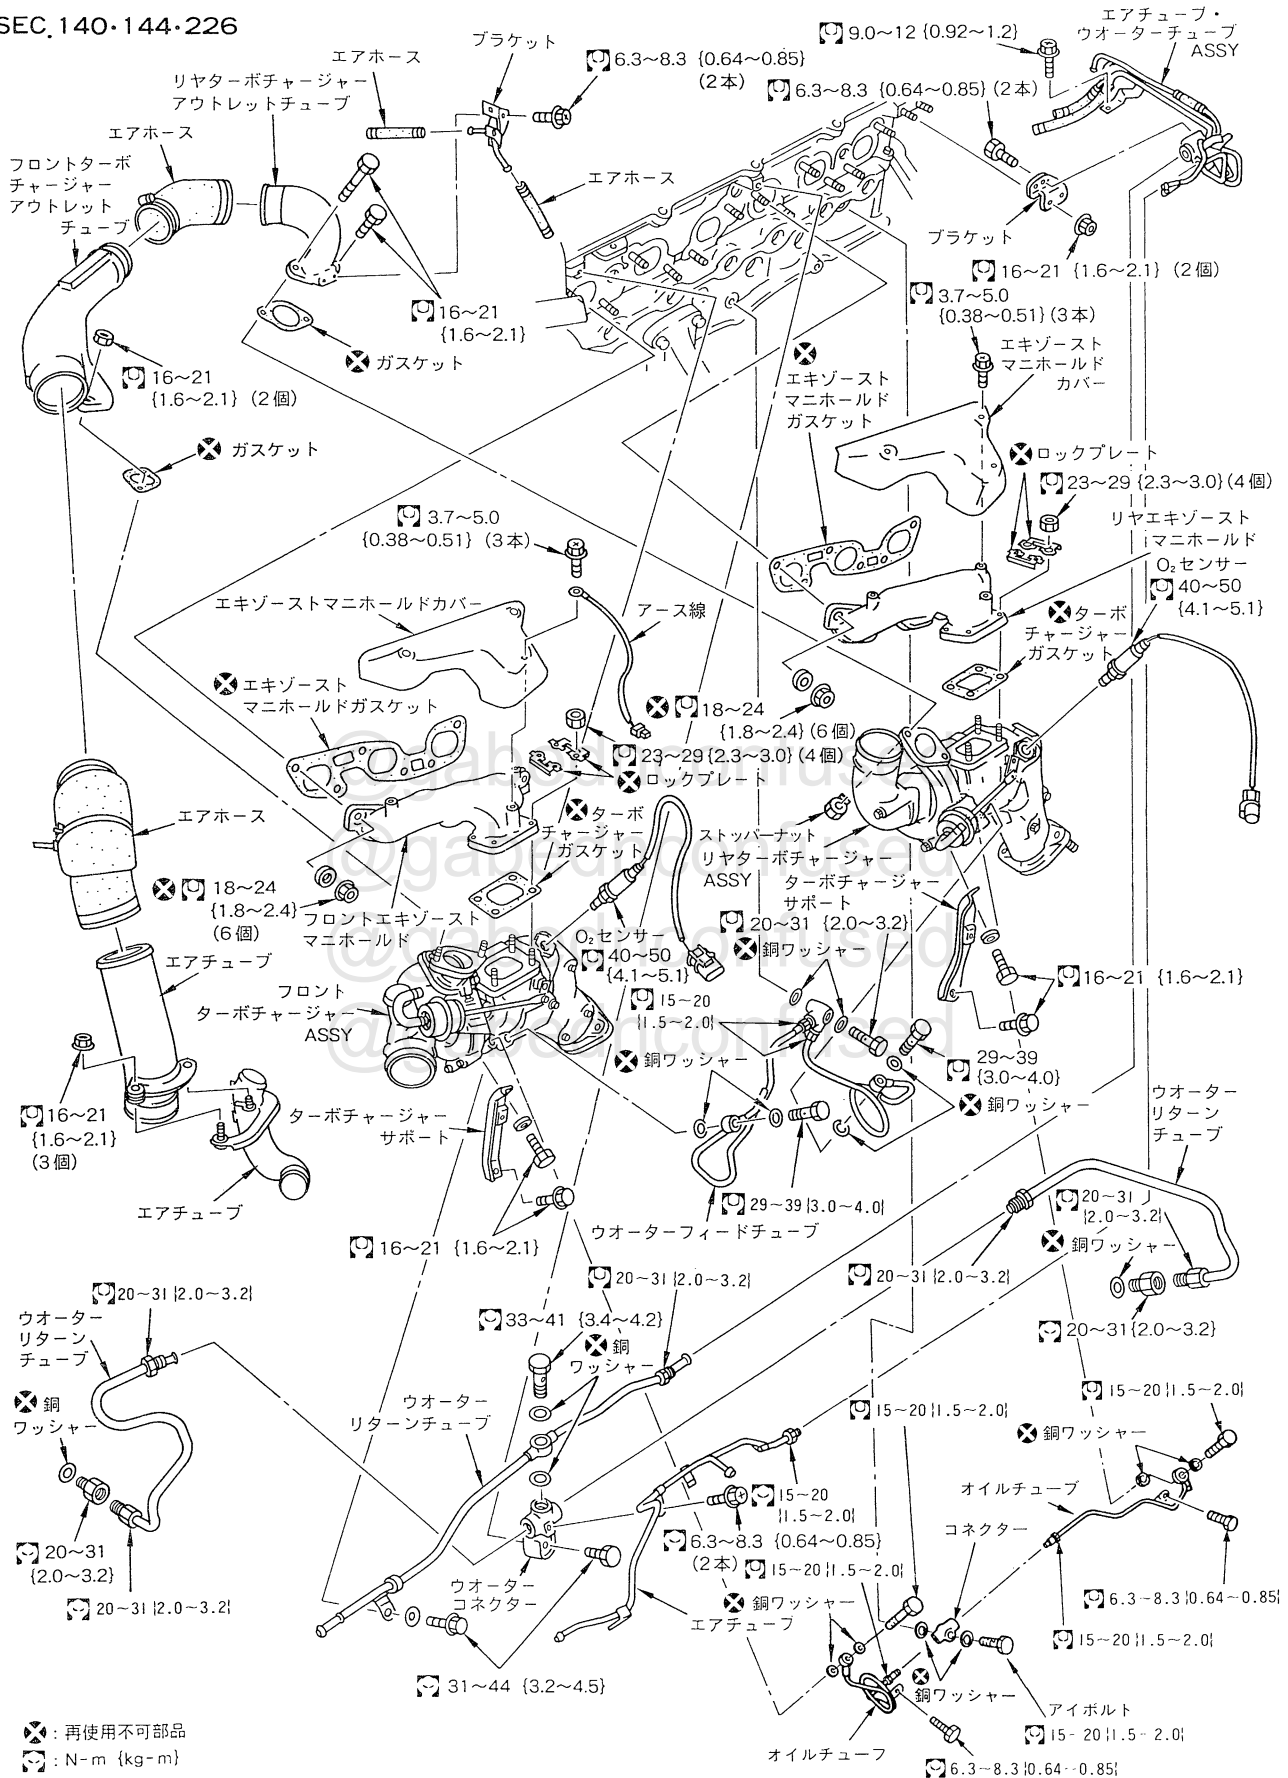 SEC. 140・144・226
エアホース
ブラケット
6.3～8.3 {0.64～0.85}
(2本)
9.0～12 {0.92～1.2}
エアチューブ・
ウオーターチューブ
ASSY
6.3～8.3 {0.64～0.85} (2本)
リヤターボチャージャー
アウトレットチューブ
エアホース
フロントターボ
チャージャー
アウトレット
チューブ
エアホース
ブラケット
16～21 {1.6～2.1} (2個)
16～21
{1.6～2.1}
ガスケット
16～21
{1.6～2.1} (2個)
ガスケット
3.7～5.0
{0.38～0.51} (3本)
エキゾースト
マニホールド
カバー
エキゾースト
マニホールド
ガスケット
ロックプレート
23～29 {2.3～3.0} (4個)
リヤエキゾースト
マニホールド
O₂センサー
40～50
{4.1～5.1}
3.7～5.0
{0.38～0.51} (3本)
エキゾーストマニホールドカバー
アース線
ターボ
チャージャー
ガスケット
エキゾースト
マニホールドガスケット
18～24
{1.8～2.4} (6個)
23～29 {2.3～3.0} (4個)
ロックプレート
ターボ
チャージャー
ガスケット
エアホース
ストッパーナット
リヤターボチャージャー
ASSY
ターボチャージャー
サポート
18～24
{1.8～2.4}
(6個)
フロントエキゾースト
マニホールド
O₂センサー
40～50
{4.1～5.1}
20～31 {2.0～3.2}
銅ワッシャー
16～21 {1.6～2.1}
エアチューブ
フロント
ターボチャージャー
ASSY
15～20
{1.5～2.0}
銅ワッシャー
29～39
{3.0～4.0}
銅ワッシャー
16～21
{1.6～2.1}
(3個)
ターボチャージャー
サポート
エアチューブ
ウオーター
リターン
チューブ
29～39 {3.0～4.0}
ウオーターフィードチューブ
16～21 {1.6～2.1}
20～31
{2.0～3.2}
銅ワッシャー
20～31 {2.0～3.2}
20～31 {2.0～3.2}
20～31 {2.0～3.2}
20～31 {2.0～3.2}
ウオーター
リターン
チューブ
33～41 {3.4～4.2}
銅
ワッシャー
銅
ワッシャー
ウオーター
リターンチューブ
15～20 {1.5～2.0}
15～20 {1.5～2.0}
銅ワッシャー
オイルチューブ
コネクター
15～20
{1.5～2.0}
6.3～8.3 {0.64～0.85}
(2本)
15～20 {1.5～2.0}
20～31
{2.0～3.2}
20～31 {2.0～3.2}
ウオーター
コネクター
銅ワッシャー
エアチューブ
6.3～8.3 {0.64～0.85}
15～20 {1.5～2.0}
31～44 {3.2～4.5}
銅ワッシャー
アイボルト
15～20 {1.5～2.0}
オイルチューブ
6.3～8.3 {0.64～0.85}
：再使用不可部品
：N-m {kg-m}
@gabednconfused
@gabednconfused
@gabednconfused
@gabednconfused